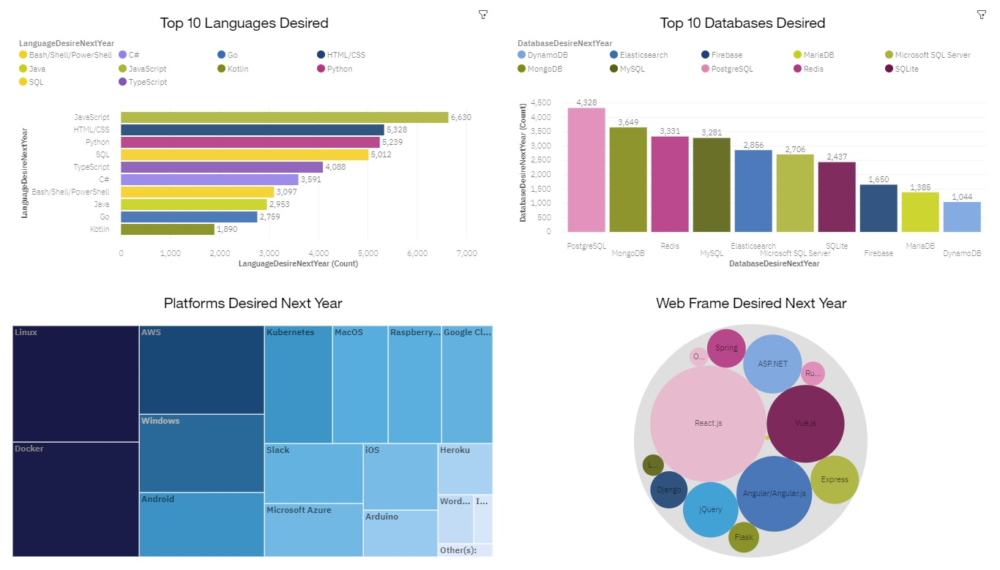 Top 10 Languages Desired
LanguageDesireNextYear
Bash/Shell/PowerShell C# Go HTML/CSS
Java JavaScript Kotlin Python
SQL TypeScript
LanguageDesireNextYear
JavaScript 6,630
HTML/CSS 5,328
Python 5,239
SQL 5,012
TypeScript 4,088
C# 3,591
Bash/Shell/PowerShell 3,097
Java 2,953
Go 2,759
Kotlin 1,890
0 1,000 2,000 3,000 4,000 5,000 6,000 7,000
LanguageDesireNextYear (Count)
Top 10 Databases Desired
DatabaseDesireNextYear
DynamoDB Elasticsearch Firebase MariaDB Microsoft SQL Server
MongoDB MySQL PostgreSQL Redis SQLite
DatabaseDesireNextYear (Count)
4,500
4,000
3,500
3,000
2,500
2,000
1,500
1,000
500
0
4,328 3,649 3,331 3,281 2,856 2,706 2,437 1,650 1,385 1,044
PostgreSQL MongoDB Redis MySQL Elasticsearch Microsoft SQL Server SQLite Firebase MariaDB DynamoDB
DatabaseDesireNextYear
Platforms Desired Next Year
Linux AWS Kubernetes MacOS Raspberry... Google Cl...
Windows
Docker Slack iOS Heroku
Android Word... I...
Microsoft Azure Arduino
Other(s):
Web Frame Desired Next Year
Spring
O...
ASP.NET
Ru...
React.js
Vue.js
L...
Express
Django
Angular/Angular.js
jQuery
Flask